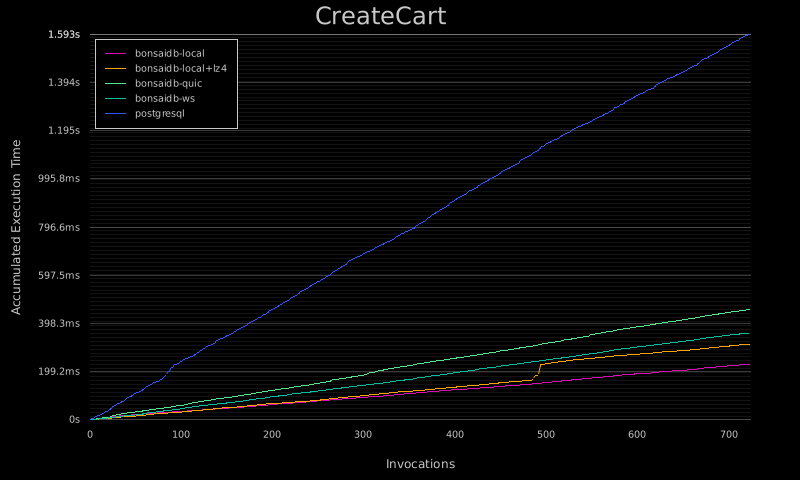 CreateCart
1.593s
bonsaidb-local
bonsaidb-local+lz4
bonsaidb-quic
bonsaidb-ws
postgresql
1.394s
1.195s
995.8ms
796.6ms
597.5ms
398.3ms
199.2ms
0s
Accumulated Execution Time
0 100 200 300 400 500 600 700
Invocations